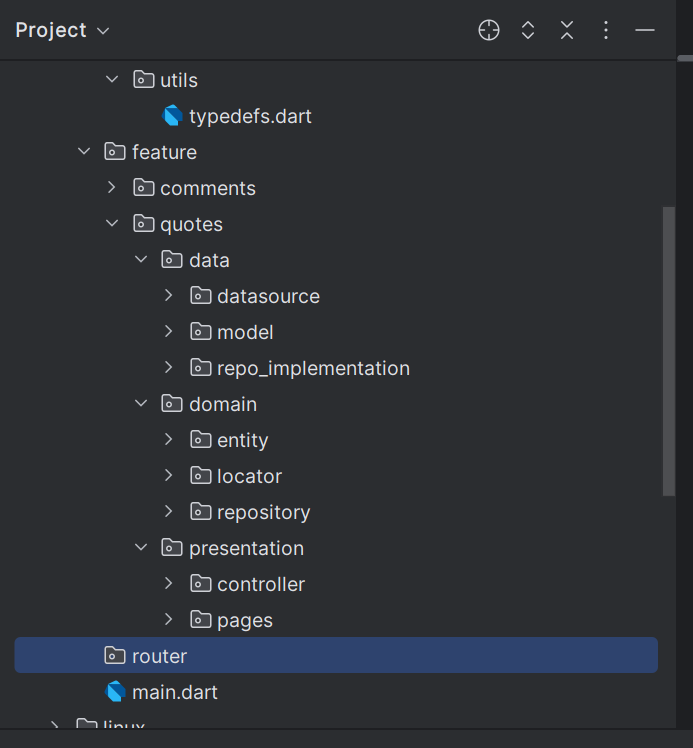 Project
utils
typedefs.dart
feature
comments
quotes
data
datasource
model
repo_implementation
domain
entity
locator
repository
presentation
controller
pages
router
main.dart
linux